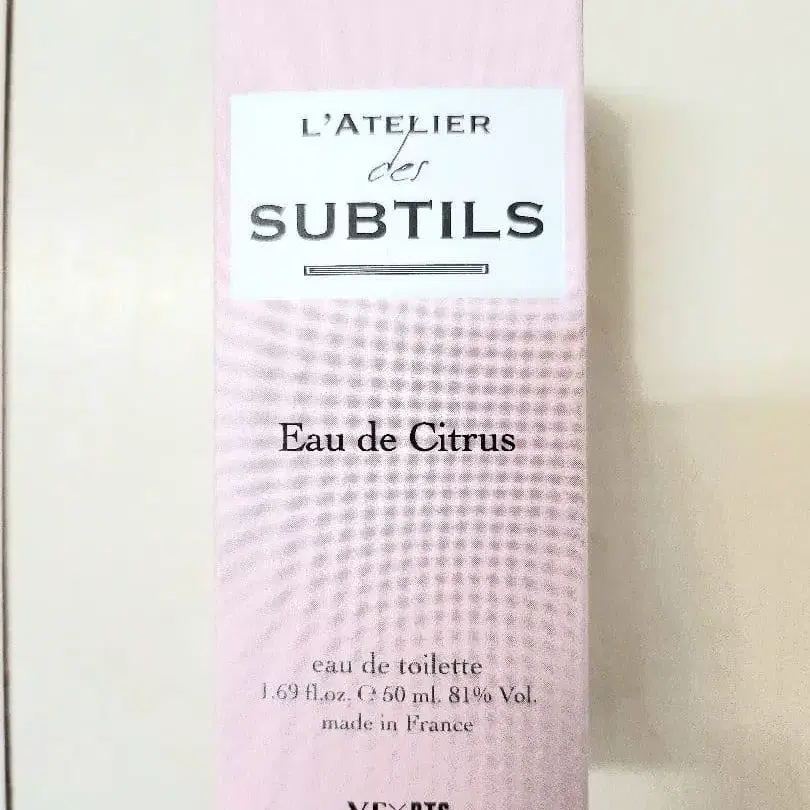 L'ATELIER
des
SUBTILS
Eau de Citrus
eau de toilette
1.69 fl.oz. 50 ml. 81% Vol.
made in France